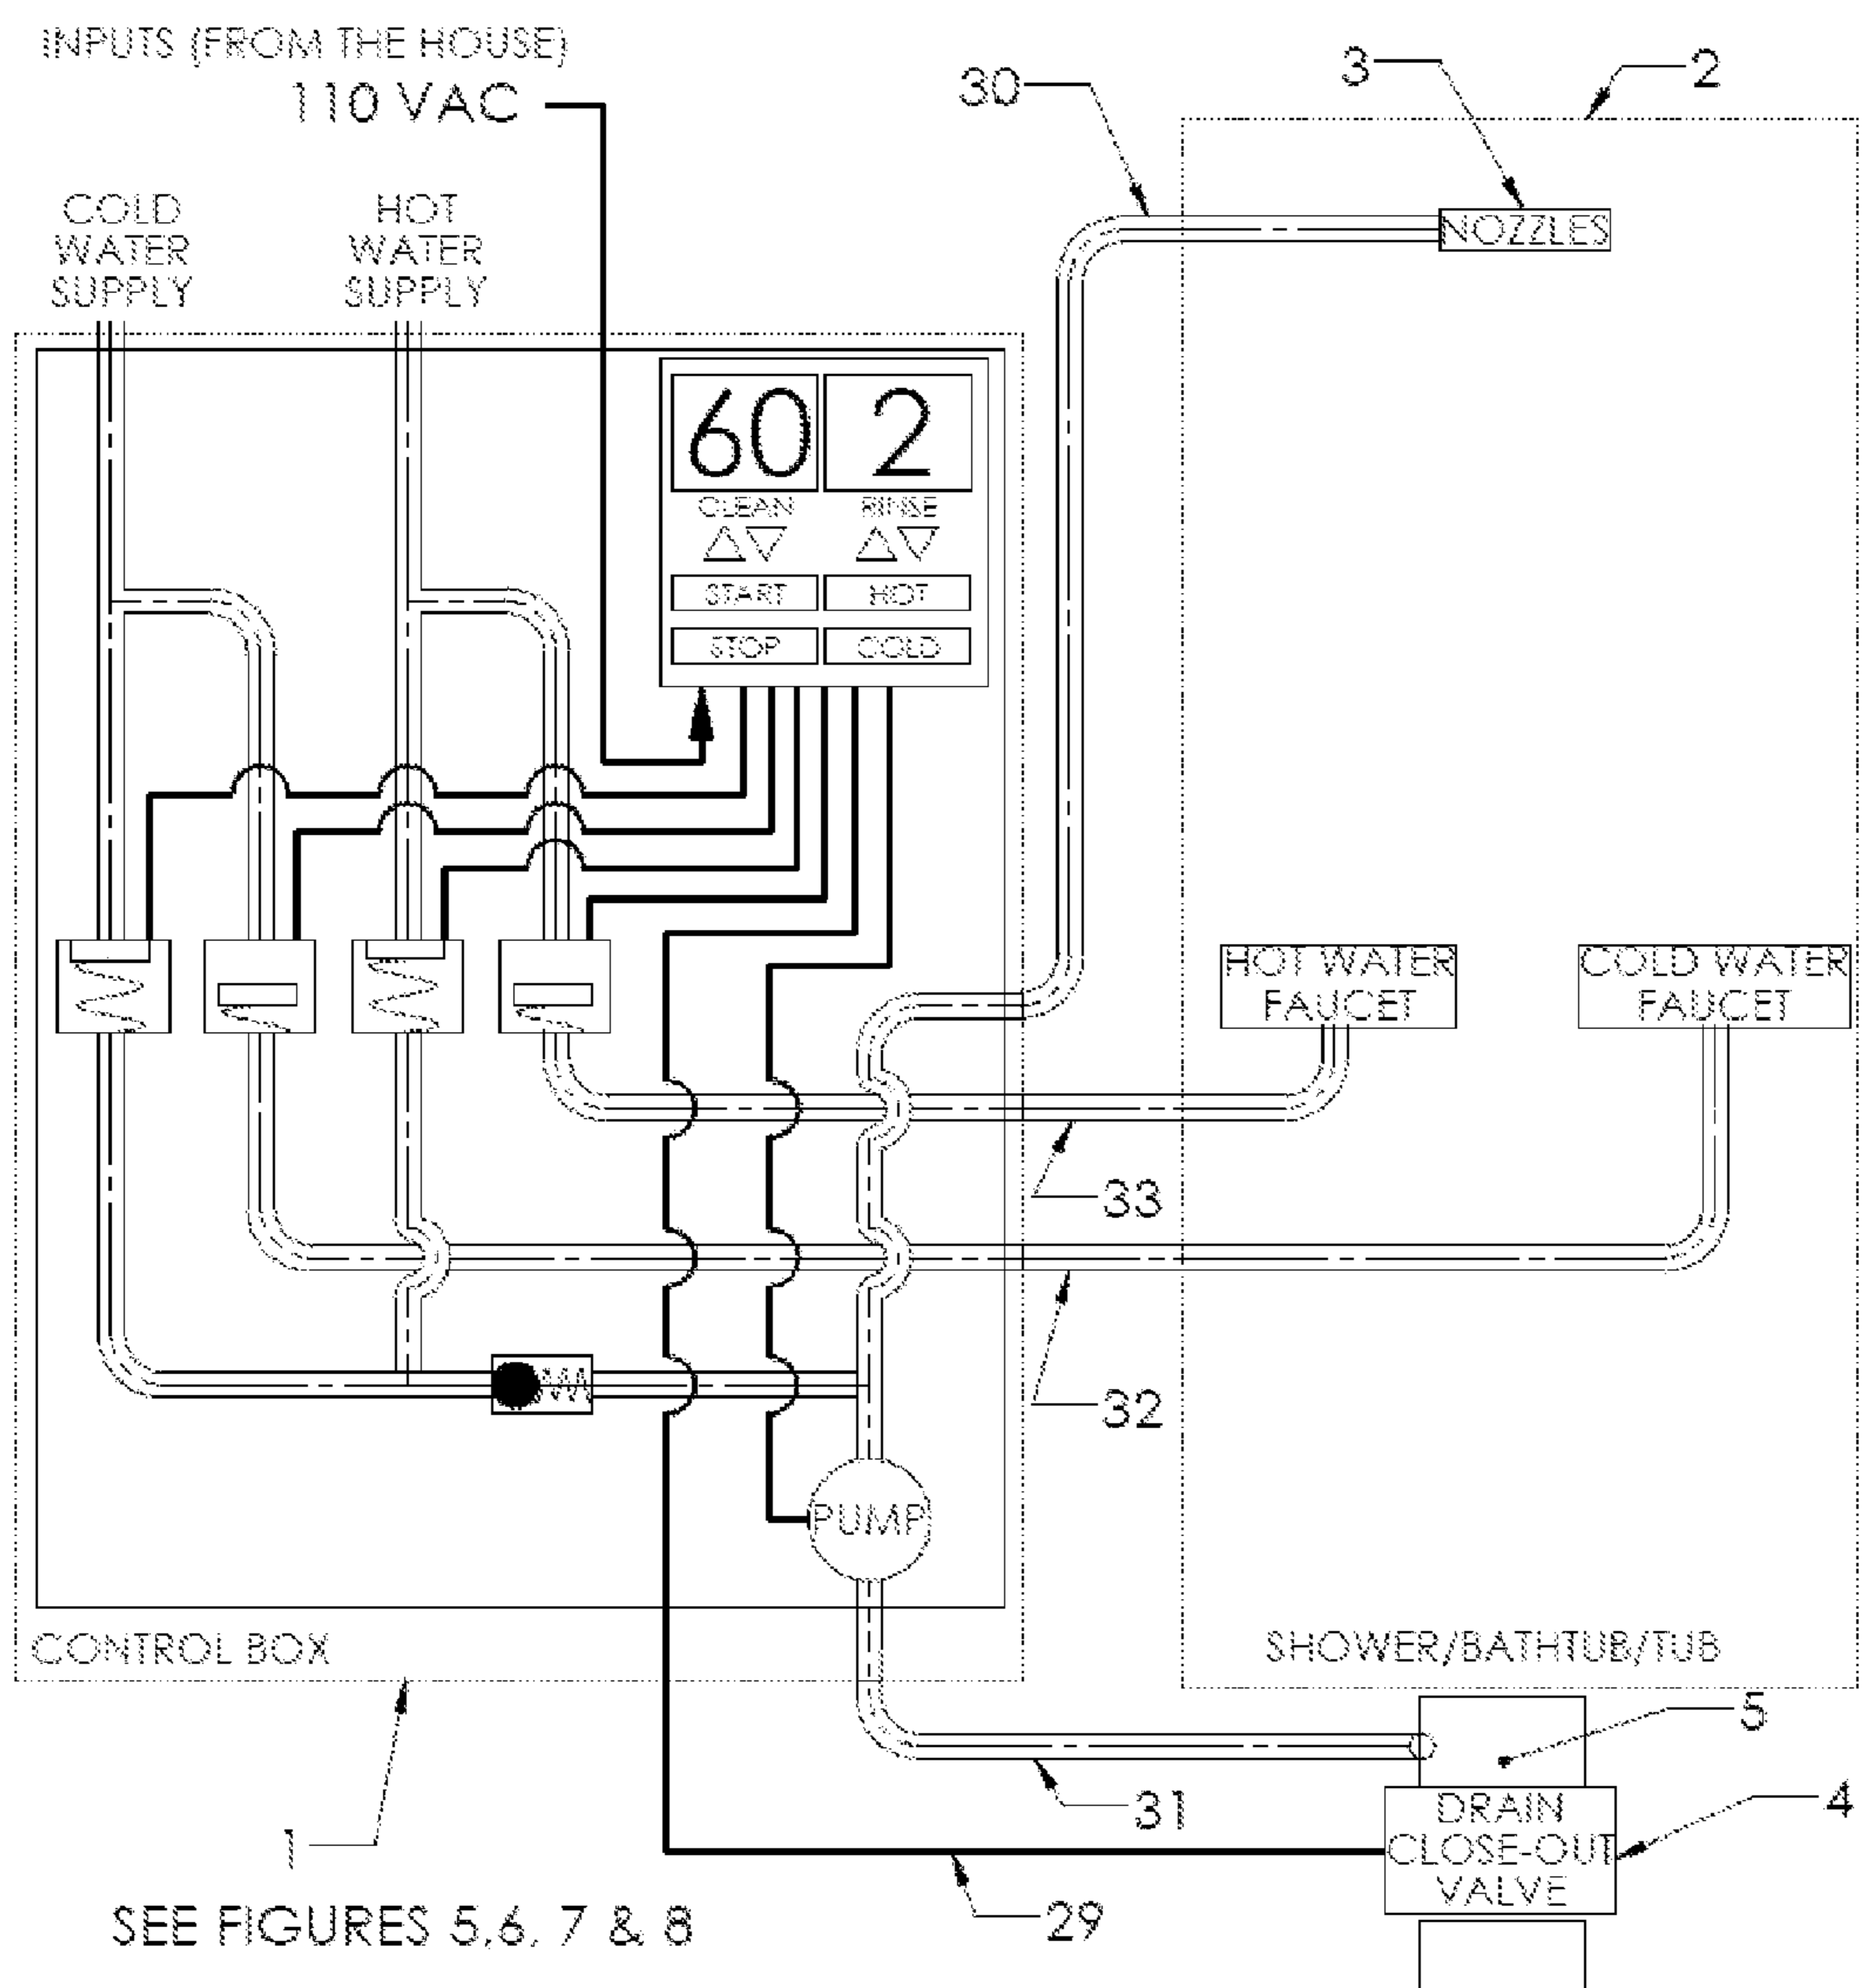 INPUTS (FROM THE HOUSE)
110 VAC
30
3
2
COLD
WATER
SUPPLY
HOT
WATER
SUPPLY
NOZZLES
60
2
CLEAN
RINSE
START
HOT
STOP
COLD
HOT WATER
FAUCET
COLD WATER
FAUCET
33
32
PUMP
CONTROL BOX
SHOWER/BATHTUB/TUB
5
31
DRAIN
CLOSE-OUT
VALVE
4
1
29
SEE FIGURES 5,6, 7 & 8